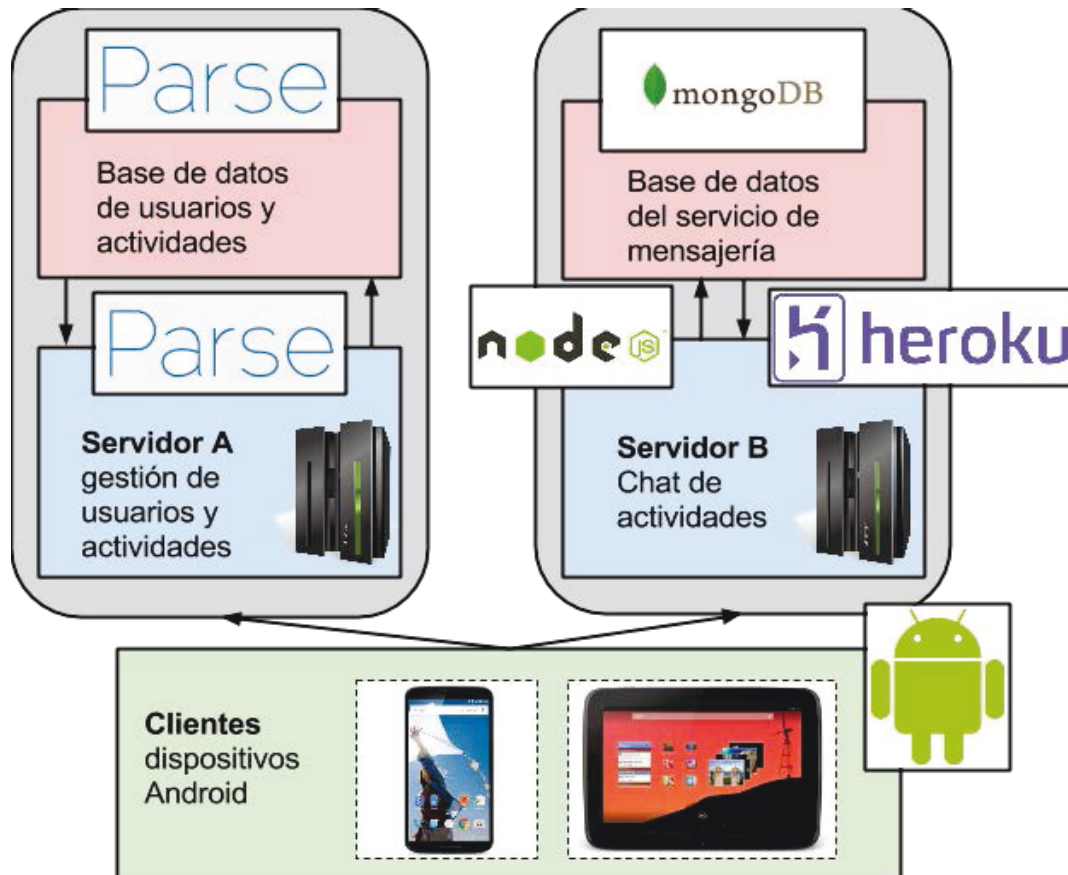 Parse
Base de datos
de usuarios y
actividades
Parse
Servidor A
gestión de
usuarios y
actividades
mongoDB
Base de datos
del servicio de
mensajería
node JS
heroku
Servidor B
Chat de
actividades
Clientes
dispositivos
Android